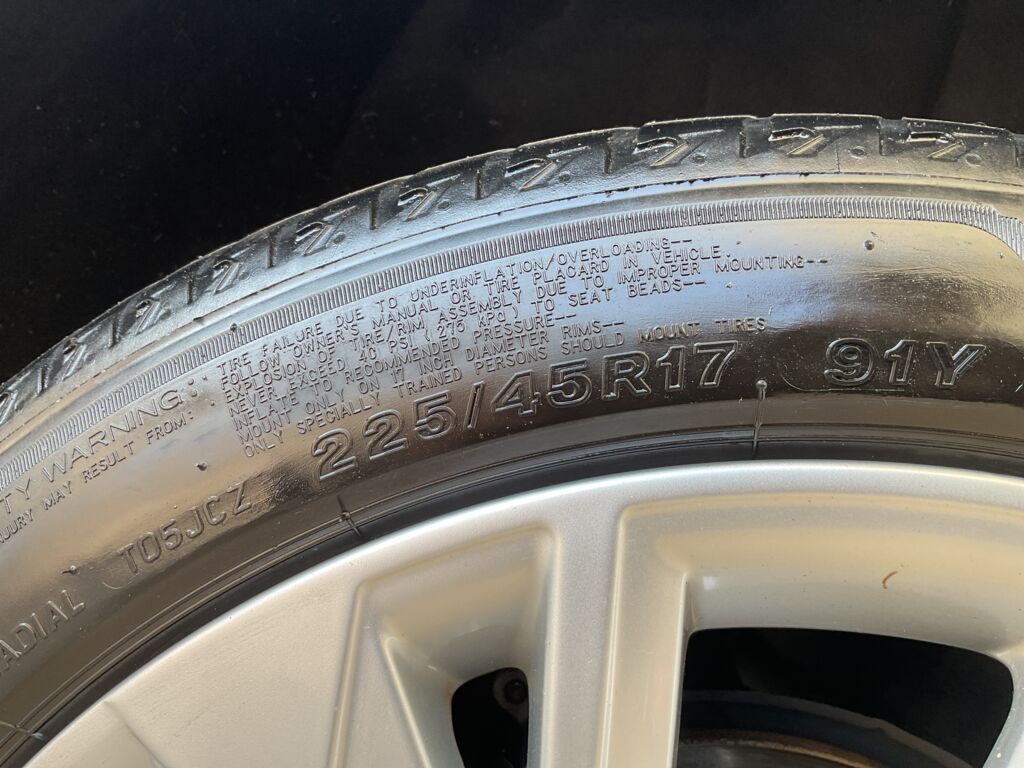 TY WARNING:
URY MAY RESULT FROM:
TIRE FAILURE DUE TO UNDERINFLATION/OVERLOADING--
FOLLOW OWNER'S MANUAL OR TIRE PLACARD IN VEHICLE.
EXPLOSION OF TIRE/RIM ASSEMBLY DUE TO IMPROPER MOUNTING--
NEVER EXCEED 40 PSI (275 kPa) TO SEAT BEADS--
INFLATE TO RECOMMENDED PRESSURE--
MOUNT ONLY ON 17 INCH DIAMETER RIMS--
ONLY SPECIALLY TRAINED PERSONS SHOULD MOUNT TIRES
225/45R17 91Y
T05JCZ
ADIAL